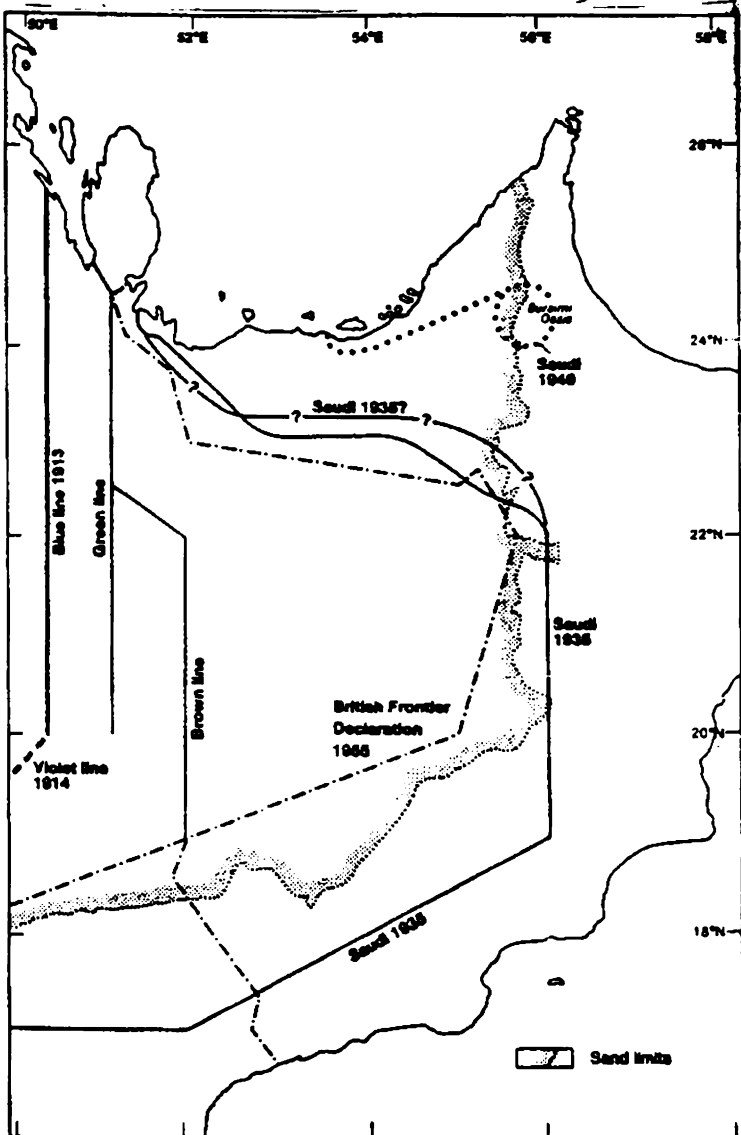 50°E
52°E
54°E
56°E
58°E
26°N
Buraimi
Oasis
24°N
Saudi
1949
?
Saudi 1935?
?
?
?
Blue line 1913
Green line
22°N
Saudi
1935
Brown line
British Frontier
Declaration
1955
20°N
Violet line
1914
18°N
Saudi 1935
Sand limits